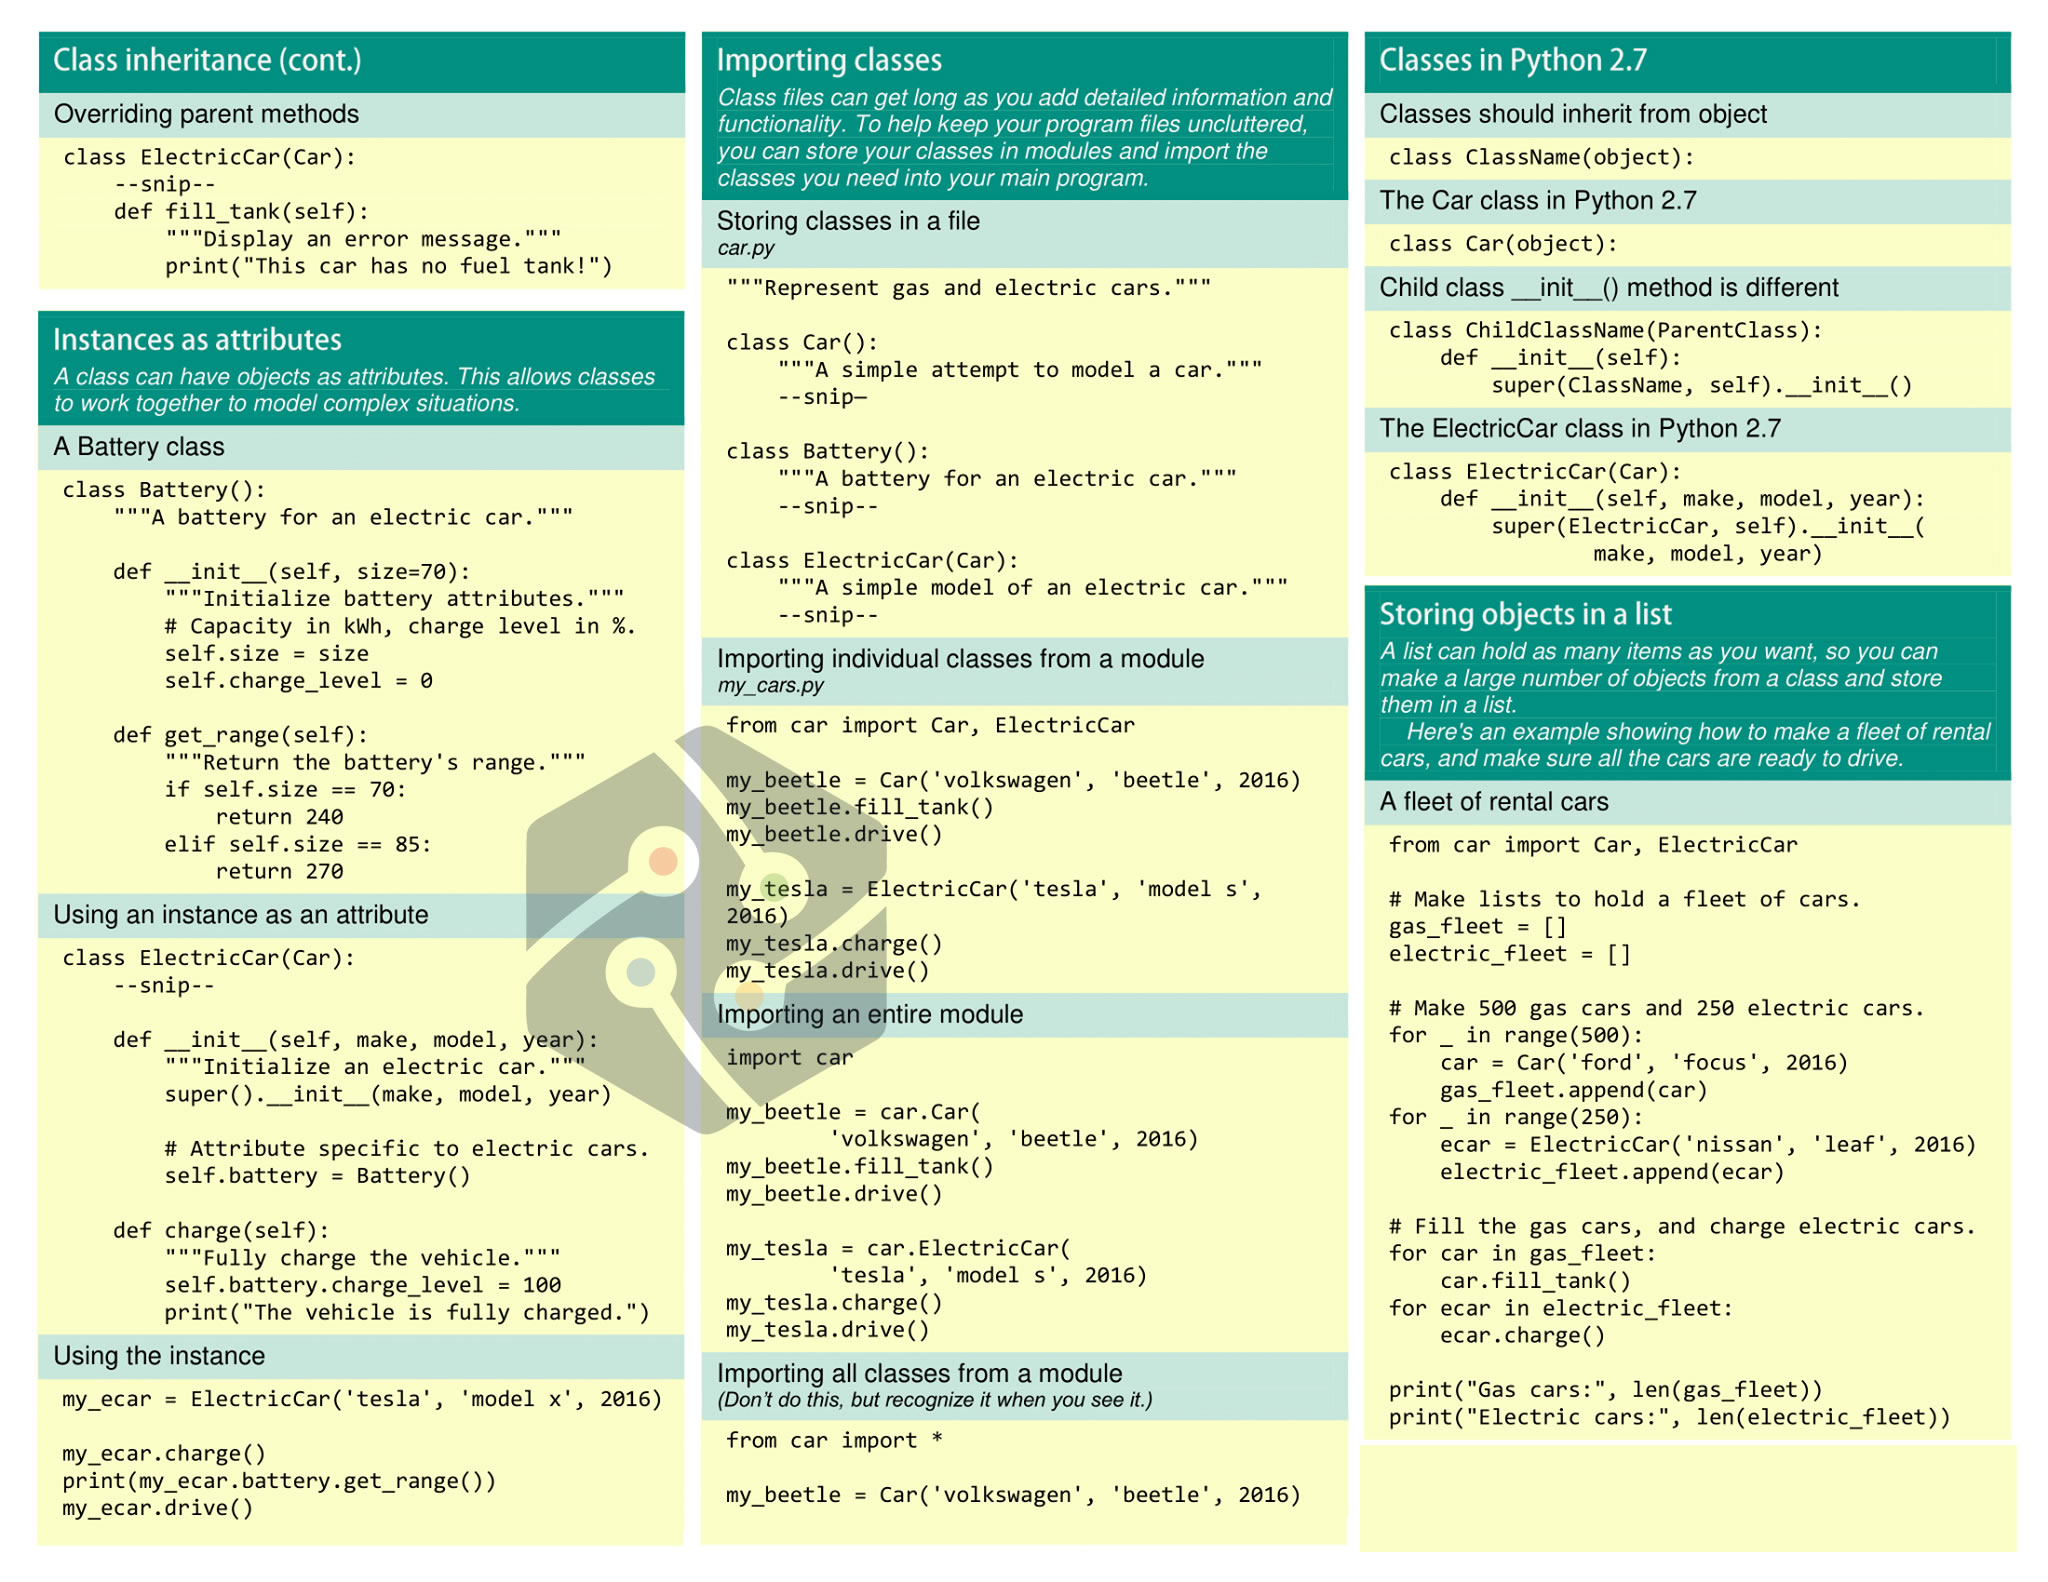 Class inheritance (cont.)
Overriding parent methods
class ElectricCar(Car):
    --snip--
    def fill_tank(self):
        """Display an error message."""
        print("This car has no fuel tank!")
Instances as attributes
A class can have objects as attributes. This allows classes
to work together to model complex situations.
A Battery class
class Battery():
    """A battery for an electric car."""

    def __init__(self, size=70):
        """Initialize battery attributes."""
        # Capacity in kWh, charge level in %.
        self.size = size
        self.charge_level = 0

    def get_range(self):
        """Return the battery's range."""
        if self.size == 70:
            return 240
        elif self.size == 85:
            return 270
Using an instance as an attribute
class ElectricCar(Car):
    --snip--

    def __init__(self, make, model, year):
        """Initialize an electric car."""
        super().__init__(make, model, year)

        # Attribute specific to electric cars.
        self.battery = Battery()

    def charge(self):
        """Fully charge the vehicle."""
        self.battery.charge_level = 100
        print("The vehicle is fully charged.")
Using the instance
my_ecar = ElectricCar('tesla', 'model x', 2016)

my_ecar.charge()
print(my_ecar.battery.get_range())
my_ecar.drive()
Importing classes
Class files can get long as you add detailed information and
functionality. To help keep your program files uncluttered,
you can store your classes in modules and import the
classes you need into your main program.
Storing classes in a file
car.py
"""Represent gas and electric cars."""

class Car():
    """A simple attempt to model a car."""
    --snip—

class Battery():
    """A battery for an electric car."""
    --snip--

class ElectricCar(Car):
    """A simple model of an electric car."""
    --snip--
Importing individual classes from a module
my_cars.py
from car import Car, ElectricCar

my_beetle = Car('volkswagen', 'beetle', 2016)
my_beetle.fill_tank()
my_beetle.drive()

my_tesla = ElectricCar('tesla', 'model s',
2016)
my_tesla.charge()
my_tesla.drive()
Importing an entire module
import car

my_beetle = car.Car(
        'volkswagen', 'beetle', 2016)
my_beetle.fill_tank()
my_beetle.drive()

my_tesla = car.ElectricCar(
        'tesla', 'model s', 2016)
my_tesla.charge()
my_tesla.drive()
Importing all classes from a module
(Don't do this, but recognize it when you see it.)
from car import *

my_beetle = Car('volkswagen', 'beetle', 2016)
Classes in Python 2.7
Classes should inherit from object
class ClassName(object):
The Car class in Python 2.7
class Car(object):
Child class __init__() method is different
class ChildClassName(ParentClass):
    def __init__(self):
        super(ClassName, self).__init__()
The ElectricCar class in Python 2.7
class ElectricCar(Car):
    def __init__(self, make, model, year):
        super(ElectricCar, self).__init__(
                make, model, year)
Storing objects in a list
A list can hold as many items as you want, so you can
make a large number of objects from a class and store
them in a list.
Here's an example showing how to make a fleet of rental
cars, and make sure all the cars are ready to drive.
A fleet of rental cars
from car import Car, ElectricCar

# Make lists to hold a fleet of cars.
gas_fleet = []
electric_fleet = []

# Make 500 gas cars and 250 electric cars.
for _ in range(500):
    car = Car('ford', 'focus', 2016)
    gas_fleet.append(car)
for _ in range(250):
    ecar = ElectricCar('nissan', 'leaf', 2016)
    electric_fleet.append(ecar)

# Fill the gas cars, and charge electric cars.
for car in gas_fleet:
    car.fill_tank()
for ecar in electric_fleet:
    ecar.charge()

print("Gas cars:", len(gas_fleet))
print("Electric cars:", len(electric_fleet))